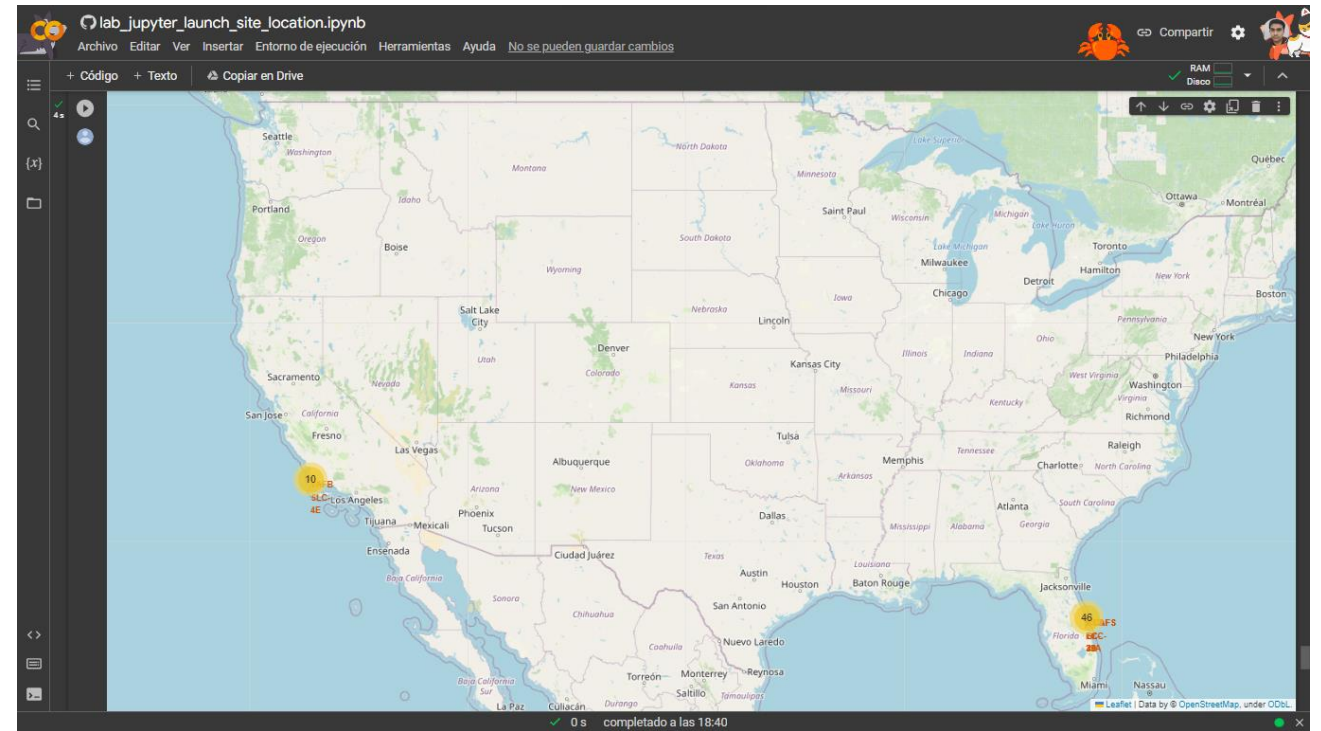 lab_jupyter_launch_site_location.ipynb
Archivo Editar Ver Insertar Entorno de ejecución Herramientas Ayuda No se pueden guardar cambios
Compartir
+ Código + Texto Copiar en Drive
RAM
Disco
4 s
{x}
Seattle
Washington
North Dakota
Lake Superior
Montana
Minnesota
Québec
Portland
Idaho
Saint Paul
Wisconsin
Michigan
Lake Huron
Ottawa
Montréal
Oregon
Boise
South Dakota
Lake Michigan
Toronto
Wyoming
Milwaukee
Hamilton
New York
Detroit
Chicago
Iowa
Boston
Salt Lake
City
Nebraska
Lincoln
Pennsylvania
Ohio
New York
Denver
Utah
Colorado
Kansas City
Illinois
Indiana
Philadelphia
Sacramento
Nevada
Kansas
Missouri
West Virginia
Washington
Kentucky
Virginia
San Jose
California
Richmond
Fresno
Las Vegas
Tulsa
Raleigh
Albuquerque
Oklahoma
Memphis
Tennessee
Charlotte
North Carolina
Arkansas
10
SLC-
4E
Los Angeles
Arizona
New Mexico
Phoenix
Tucson
Dallas
Atlanta
South Carolina
Tijuana
Mexicali
Mississippi
Alabama
Georgia
Ensenada
Ciudad Juárez
Texas
Louisiana
Baja California
Austin
Houston
Baton Rouge
Jacksonville
Sonora
San Antonio
Chihuahua
46
Florida
Coahuila
Nuevo Laredo
Torreón
Monterrey
Reynosa
Baja California
Sur
Saltillo
Tamaulipas
Miami
Nassau
La Paz
Culiacán
Durango
Leaflet | Data by © OpenStreetMap, under ODbL.
0 s completado a las 18:40